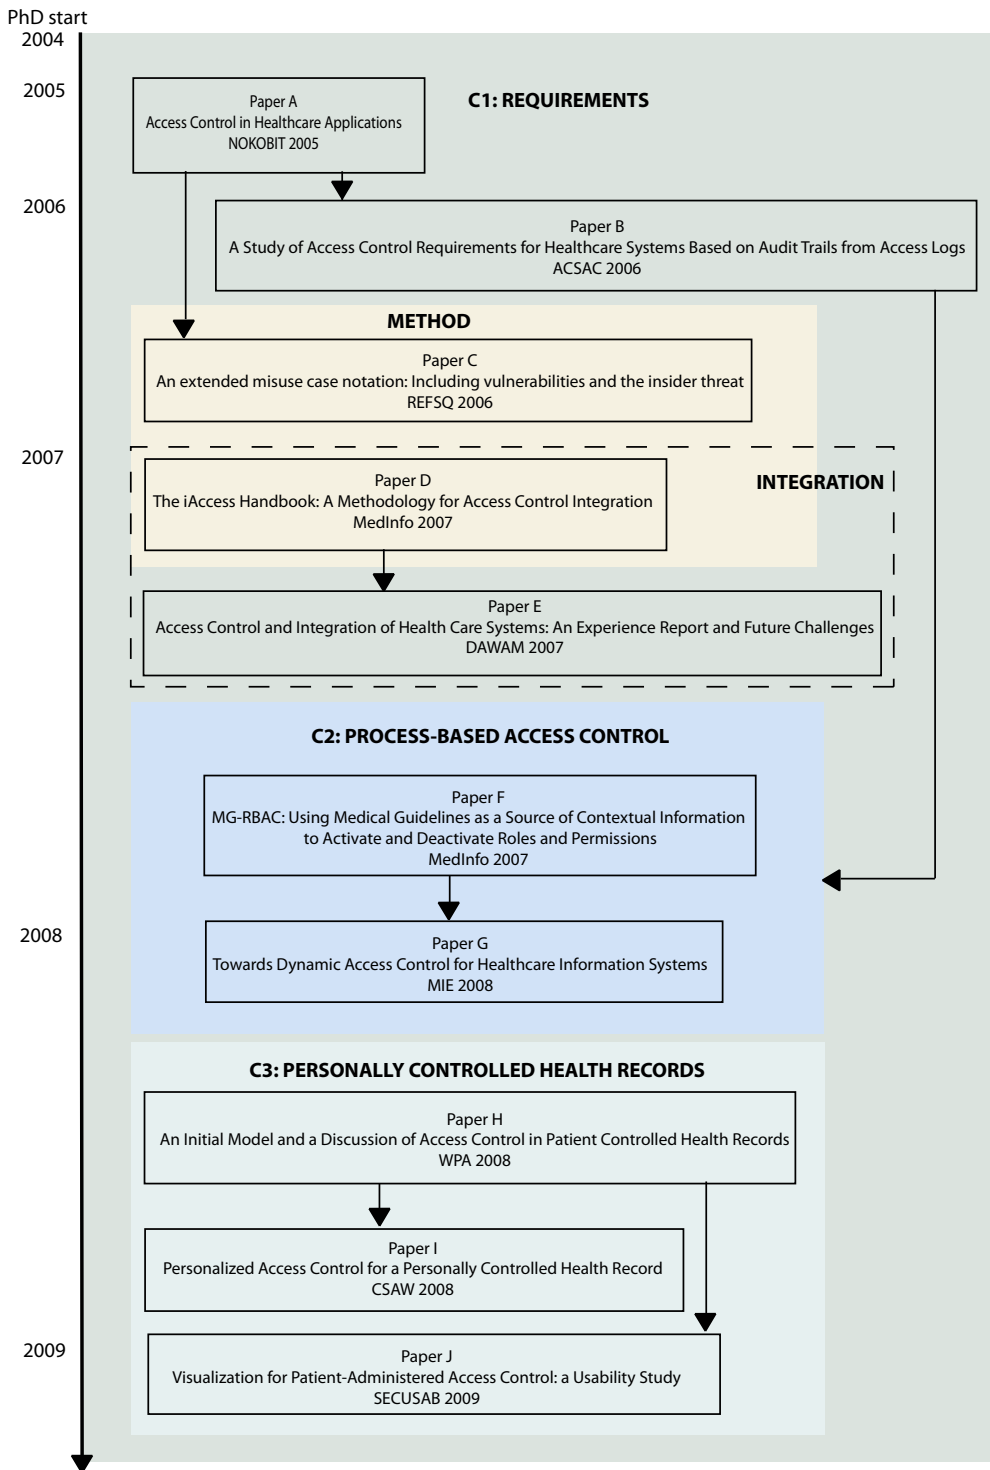 PhD start
2004
2005
Paper A
Access Control in Healthcare Applications
NOKOBIT 2005
C1: REQUIREMENTS
2006
Paper B
A Study of Access Control Requirements for Healthcare Systems Based on Audit Trails from Access Logs
ACSAC 2006
METHOD
Paper C
An extended misuse case notation: Including vulnerabilities and the insider threat
REFSQ 2006
2007
INTEGRATION
Paper D
The iAccess Handbook: A Methodology for Access Control Integration
MedInfo 2007
Paper E
Access Control and Integration of Health Care Systems: An Experience Report and Future Challenges
DAWAM 2007
C2: PROCESS-BASED ACCESS CONTROL
Paper F
MG-RBAC: Using Medical Guidelines as a Source of Contextual Information
to Activate and Deactivate Roles and Permissions
MedInfo 2007
2008
Paper G
Towards Dynamic Access Control for Healthcare Information Systems
MIE 2008
C3: PERSONALLY CONTROLLED HEALTH RECORDS
Paper H
An Initial Model and a Discussion of Access Control in Patient Controlled Health Records
WPA 2008
Paper I
Personalized Access Control for a Personally Controlled Health Record
CSAW 2008
2009
Paper J
Visualization for Patient-Administered Access Control: a Usability Study
SECUSAB 2009